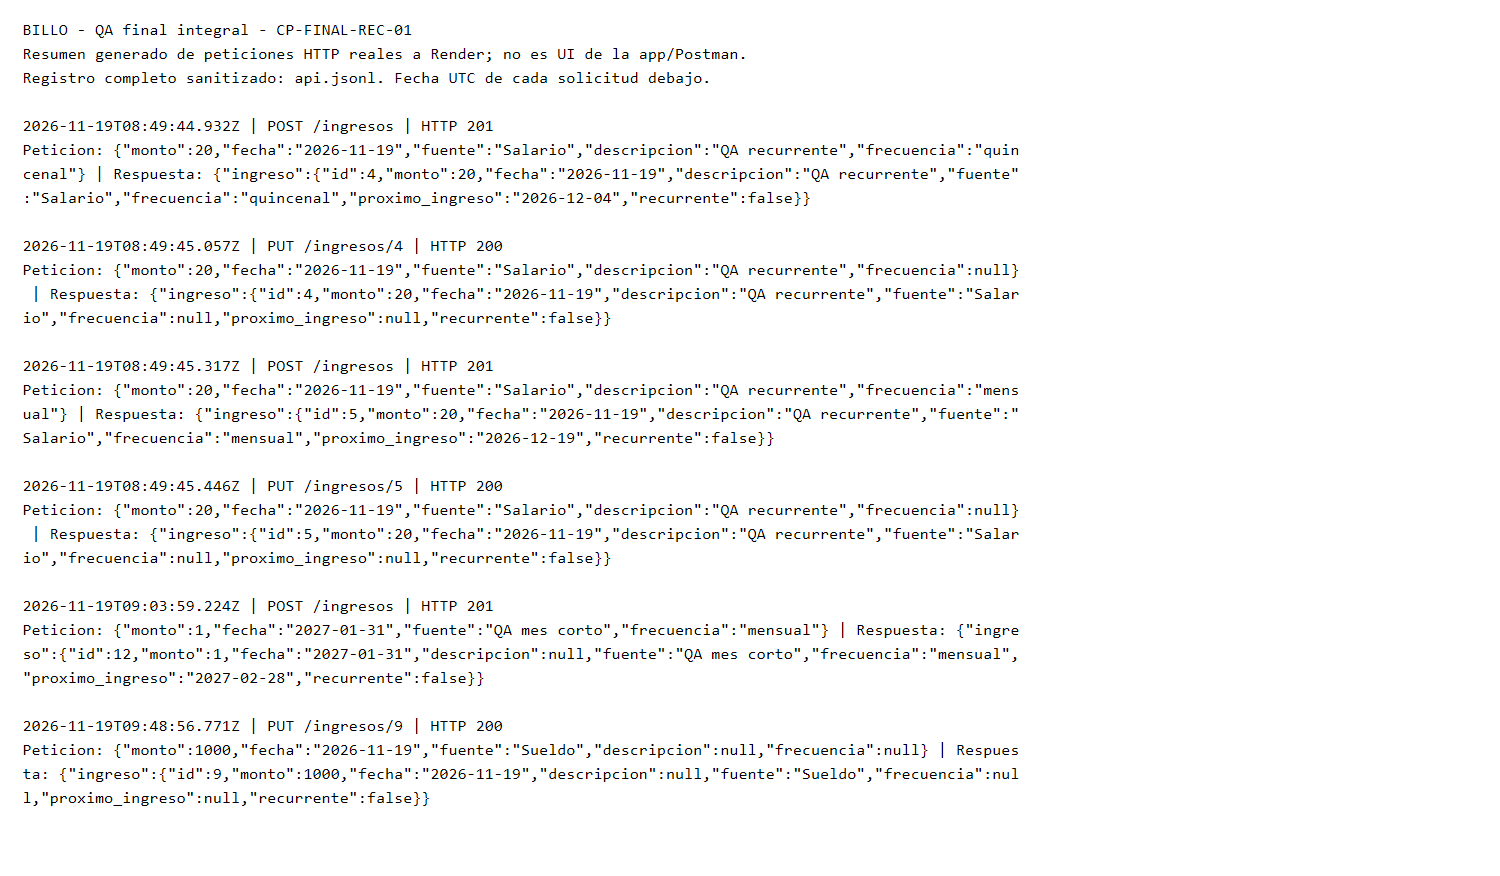 BILLO - QA final integral - CP-FINAL-REC-01
Resumen generado de peticiones HTTP reales a Render; no es UI de la app/Postman.
Registro completo sanitizado: api.jsonl. Fecha UTC de cada solicitud debajo.
2026-11-19T08:49:44.932Z | POST /ingresos | HTTP 201
Peticion: {"monto":20,"fecha":"2026-11-19","fuente":"Salario","descripcion":"QA recurrente","frecuencia":"quin
cenal"} | Respuesta: {"ingreso":{"id":4,"monto":20,"fecha":"2026-11-19","descripcion":"QA recurrente","fuente"
:"Salario","frecuencia":"quincenal","proximo_ingreso":"2026-12-04","recurrente":false}}
2026-11-19T08:49:45.057Z | PUT /ingresos/4 | HTTP 200
Peticion: {"monto":20,"fecha":"2026-11-19","fuente":"Salario","descripcion":"QA recurrente","frecuencia":null}
 | Respuesta: {"ingreso":{"id":4,"monto":20,"fecha":"2026-11-19","descripcion":"QA recurrente","fuente":"Salar
io","frecuencia":null,"proximo_ingreso":null,"recurrente":false}}
2026-11-19T08:49:45.317Z | POST /ingresos | HTTP 201
Peticion: {"monto":20,"fecha":"2026-11-19","fuente":"Salario","descripcion":"QA recurrente","frecuencia":"mens
ual"} | Respuesta: {"ingreso":{"id":5,"monto":20,"fecha":"2026-11-19","descripcion":"QA recurrente","fuente":"
Salario","frecuencia":"mensual","proximo_ingreso":"2026-12-19","recurrente":false}}
2026-11-19T08:49:45.446Z | PUT /ingresos/5 | HTTP 200
Peticion: {"monto":20,"fecha":"2026-11-19","fuente":"Salario","descripcion":"QA recurrente","frecuencia":null}
 | Respuesta: {"ingreso":{"id":5,"monto":20,"fecha":"2026-11-19","descripcion":"QA recurrente","fuente":"Salar
io","frecuencia":null,"proximo_ingreso":null,"recurrente":false}}
2026-11-19T09:03:59.224Z | POST /ingresos | HTTP 201
Peticion: {"monto":1,"fecha":"2027-01-31","fuente":"QA mes corto","frecuencia":"mensual"} | Respuesta: {"ingre
so":{"id":12,"monto":1,"fecha":"2027-01-31","descripcion":null,"fuente":"QA mes corto","frecuencia":"mensual",
"proximo_ingreso":"2027-02-28","recurrente":false}}
2026-11-19T09:48:56.771Z | PUT /ingresos/9 | HTTP 200
Peticion: {"monto":1000,"fecha":"2026-11-19","fuente":"Sueldo","descripcion":null,"frecuencia":null} | Respues
ta: {"ingreso":{"id":9,"monto":1000,"fecha":"2026-11-19","descripcion":null,"fuente":"Sueldo","frecuencia":nul
l,"proximo_ingreso":null,"recurrente":false}}